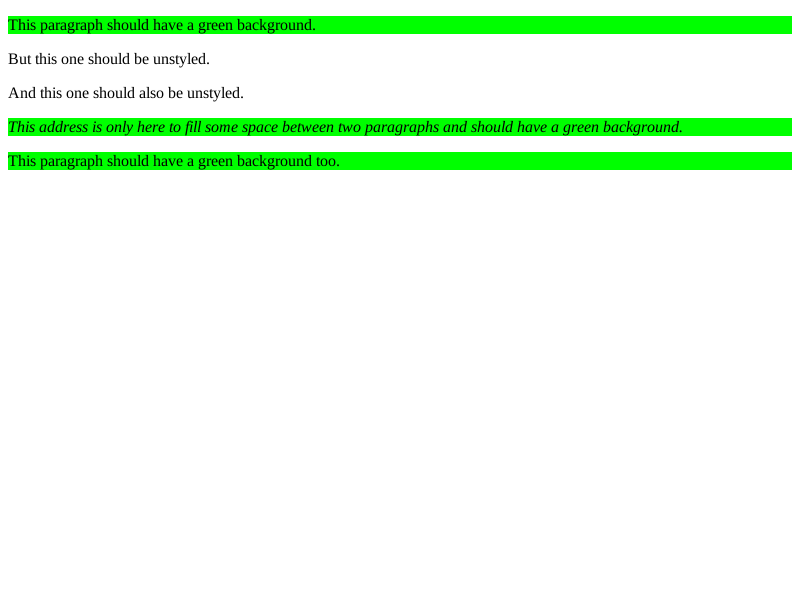 This paragraph should have a green background.
But this one should be unstyled.
And this one should also be unstyled.
This address is only here to fill some space between two paragraphs and should have a green background.
This paragraph should have a green background too.